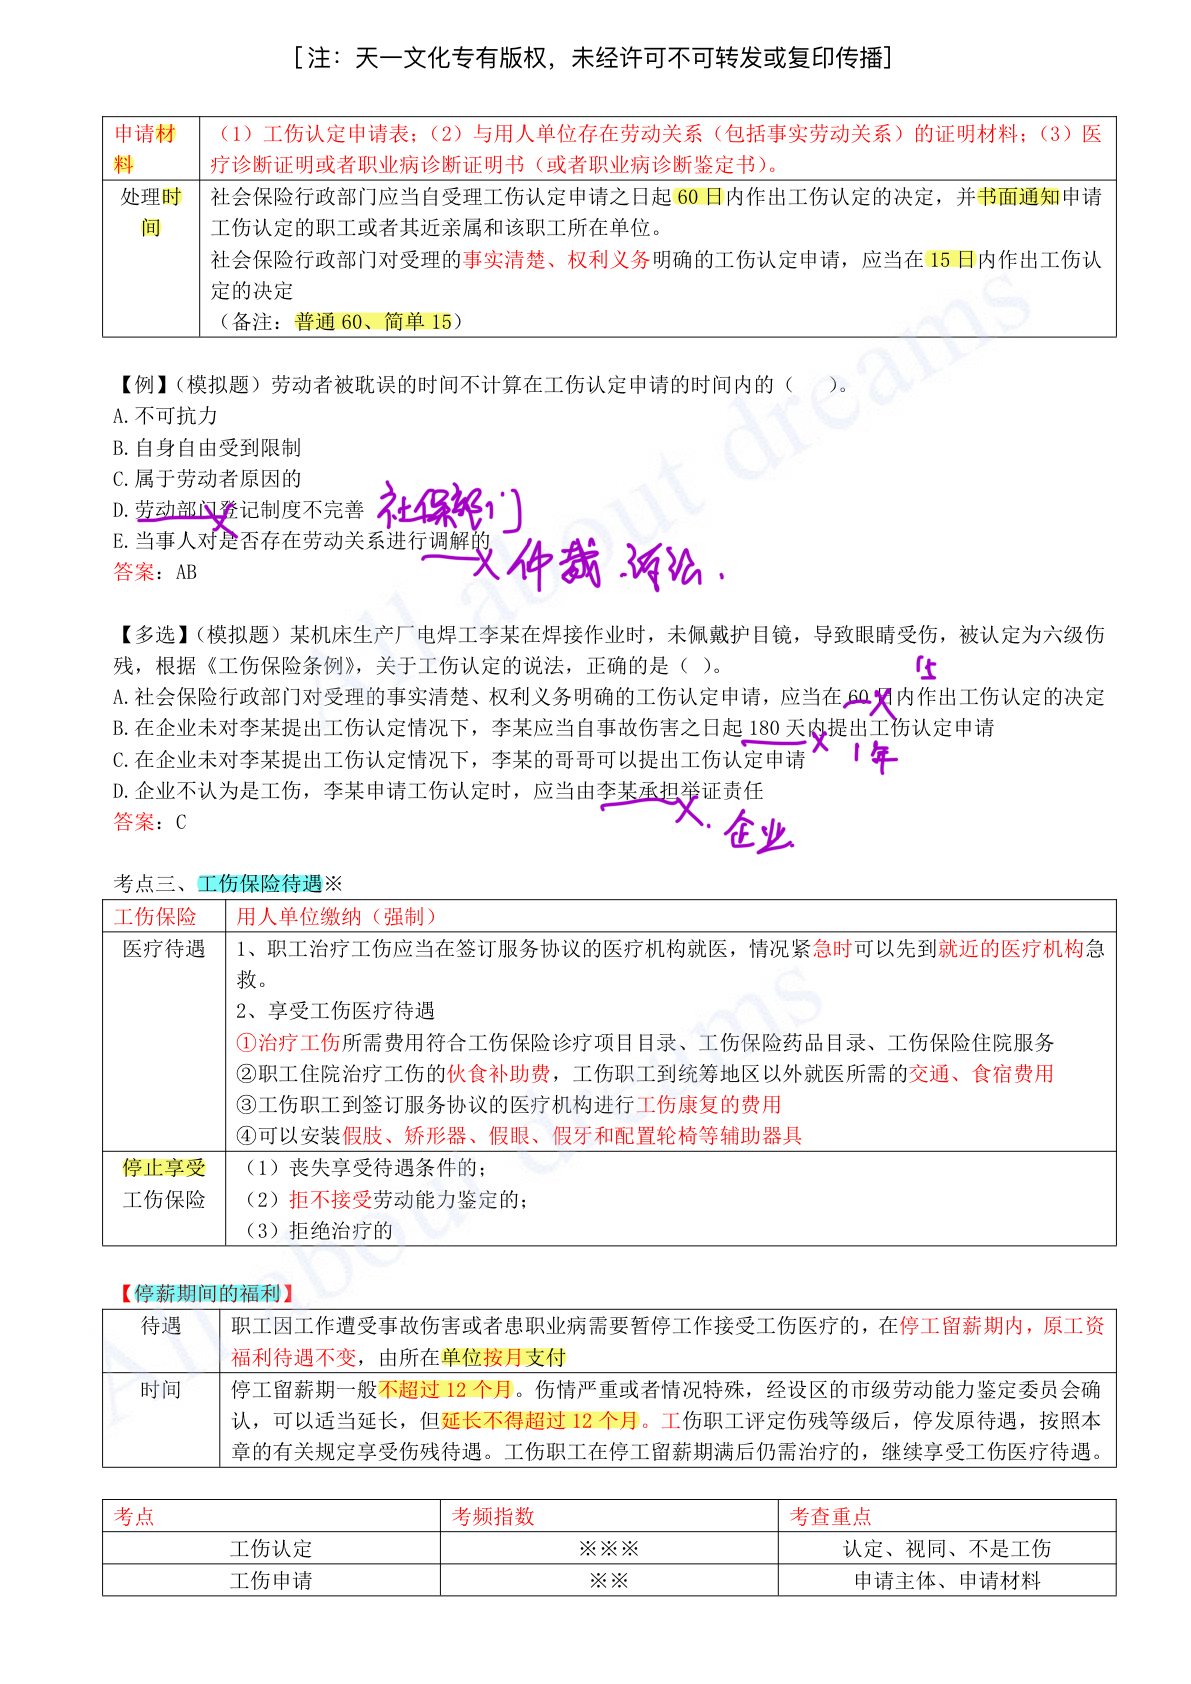 [注：天一文化专有版权，未经许可不可转发或复印传播]
申请材料
（1）工伤认定申请表；（2）与用人单位存在劳动关系（包括事实劳动关系）的证明材料；（3）医
疗诊断证明或者职业病诊断证明书（或者职业病诊断鉴定书）。
处理时间
社会保险行政部门应当自受理工伤认定申请之日起 60 日内作出工伤认定的决定，并书面通知申请
工伤认定的职工或者其近亲属和该职工所在单位。
社会保险行政部门对受理的事实清楚、权利义务明确的工伤认定申请，应当在 15 日内作出工伤认
定的决定
（备注：普通 60、简单 15）
【例】（模拟题）劳动者被耽误的时间不计算在工伤认定申请的时间内的（　）。
A. 不可抗力
B. 自身自由受到限制
C. 属于劳动者原因的
D. 劳动部门登记制度不完善 社保部门
E. 当事人对是否存在劳动关系进行调解的
仲裁.诉讼.
答案：AB
【多选】（模拟题）某机床生产厂电焊工李某在焊接作业时，未佩戴护目镜，导致眼睛受伤，被认定为六级伤
残，根据《工伤保险条例》，关于工伤认定的说法，正确的是（ ）。
15
A. 社会保险行政部门对受理的事实清楚、权利义务明确的工伤认定申请，应当在 60 日内作出工伤认定的决定
B. 在企业未对李某提出工伤认定情况下，李某应当自事故伤害之日起 180 天内提出工伤认定申请
1年
C. 在企业未对李某提出工伤认定情况下，李某的哥哥可以提出工伤认定申请
D. 企业不认为是工伤，李某申请工伤认定时，应当由李某承担举证责任
企业.
答案：C
考点三、工伤保险待遇※
工伤保险 用人单位缴纳（强制）
医疗待遇
1、职工治疗工伤应当在签订服务协议的医疗机构就医，情况紧急时可以先到就近的医疗机构急
救。
2、享受工伤医疗待遇
①治疗工伤所需费用符合工伤保险诊疗项目目录、工伤保险药品目录、工伤保险住院服务
②职工住院治疗工伤的伙食补助费，工伤职工到统筹地区以外就医所需的交通、食宿费用
③工伤职工到签订服务协议的医疗机构进行工伤康复的费用
④可以安装假肢、矫形器、假眼、假牙和配置轮椅等辅助器具
停止享受
工伤保险
（1）丧失享受待遇条件的；
（2）拒不接受劳动能力鉴定的；
（3）拒绝治疗的
【停薪期间的福利】
待遇
职工因工作遭受事故伤害或者患职业病需要暂停工作接受工伤医疗的，在停工留薪期内，原工资
福利待遇不变，由所在单位按月支付
时间
停工留薪期一般不超过 12 个月。伤情严重或者情况特殊，经设区的市级劳动能力鉴定委员会确
认，可以适当延长，但延长不得超过 12 个月。工伤职工评定伤残等级后，停发原待遇，按照本
章的有关规定享受伤残待遇。工伤职工在停工留薪期满后仍需治疗的，继续享受工伤医疗待遇。
考点 考频指数 考查重点
工伤认定 ※※※ 认定、视同、不是工伤
工伤申请 ※※ 申请主体、申请材料
All about dreams
All about dreams